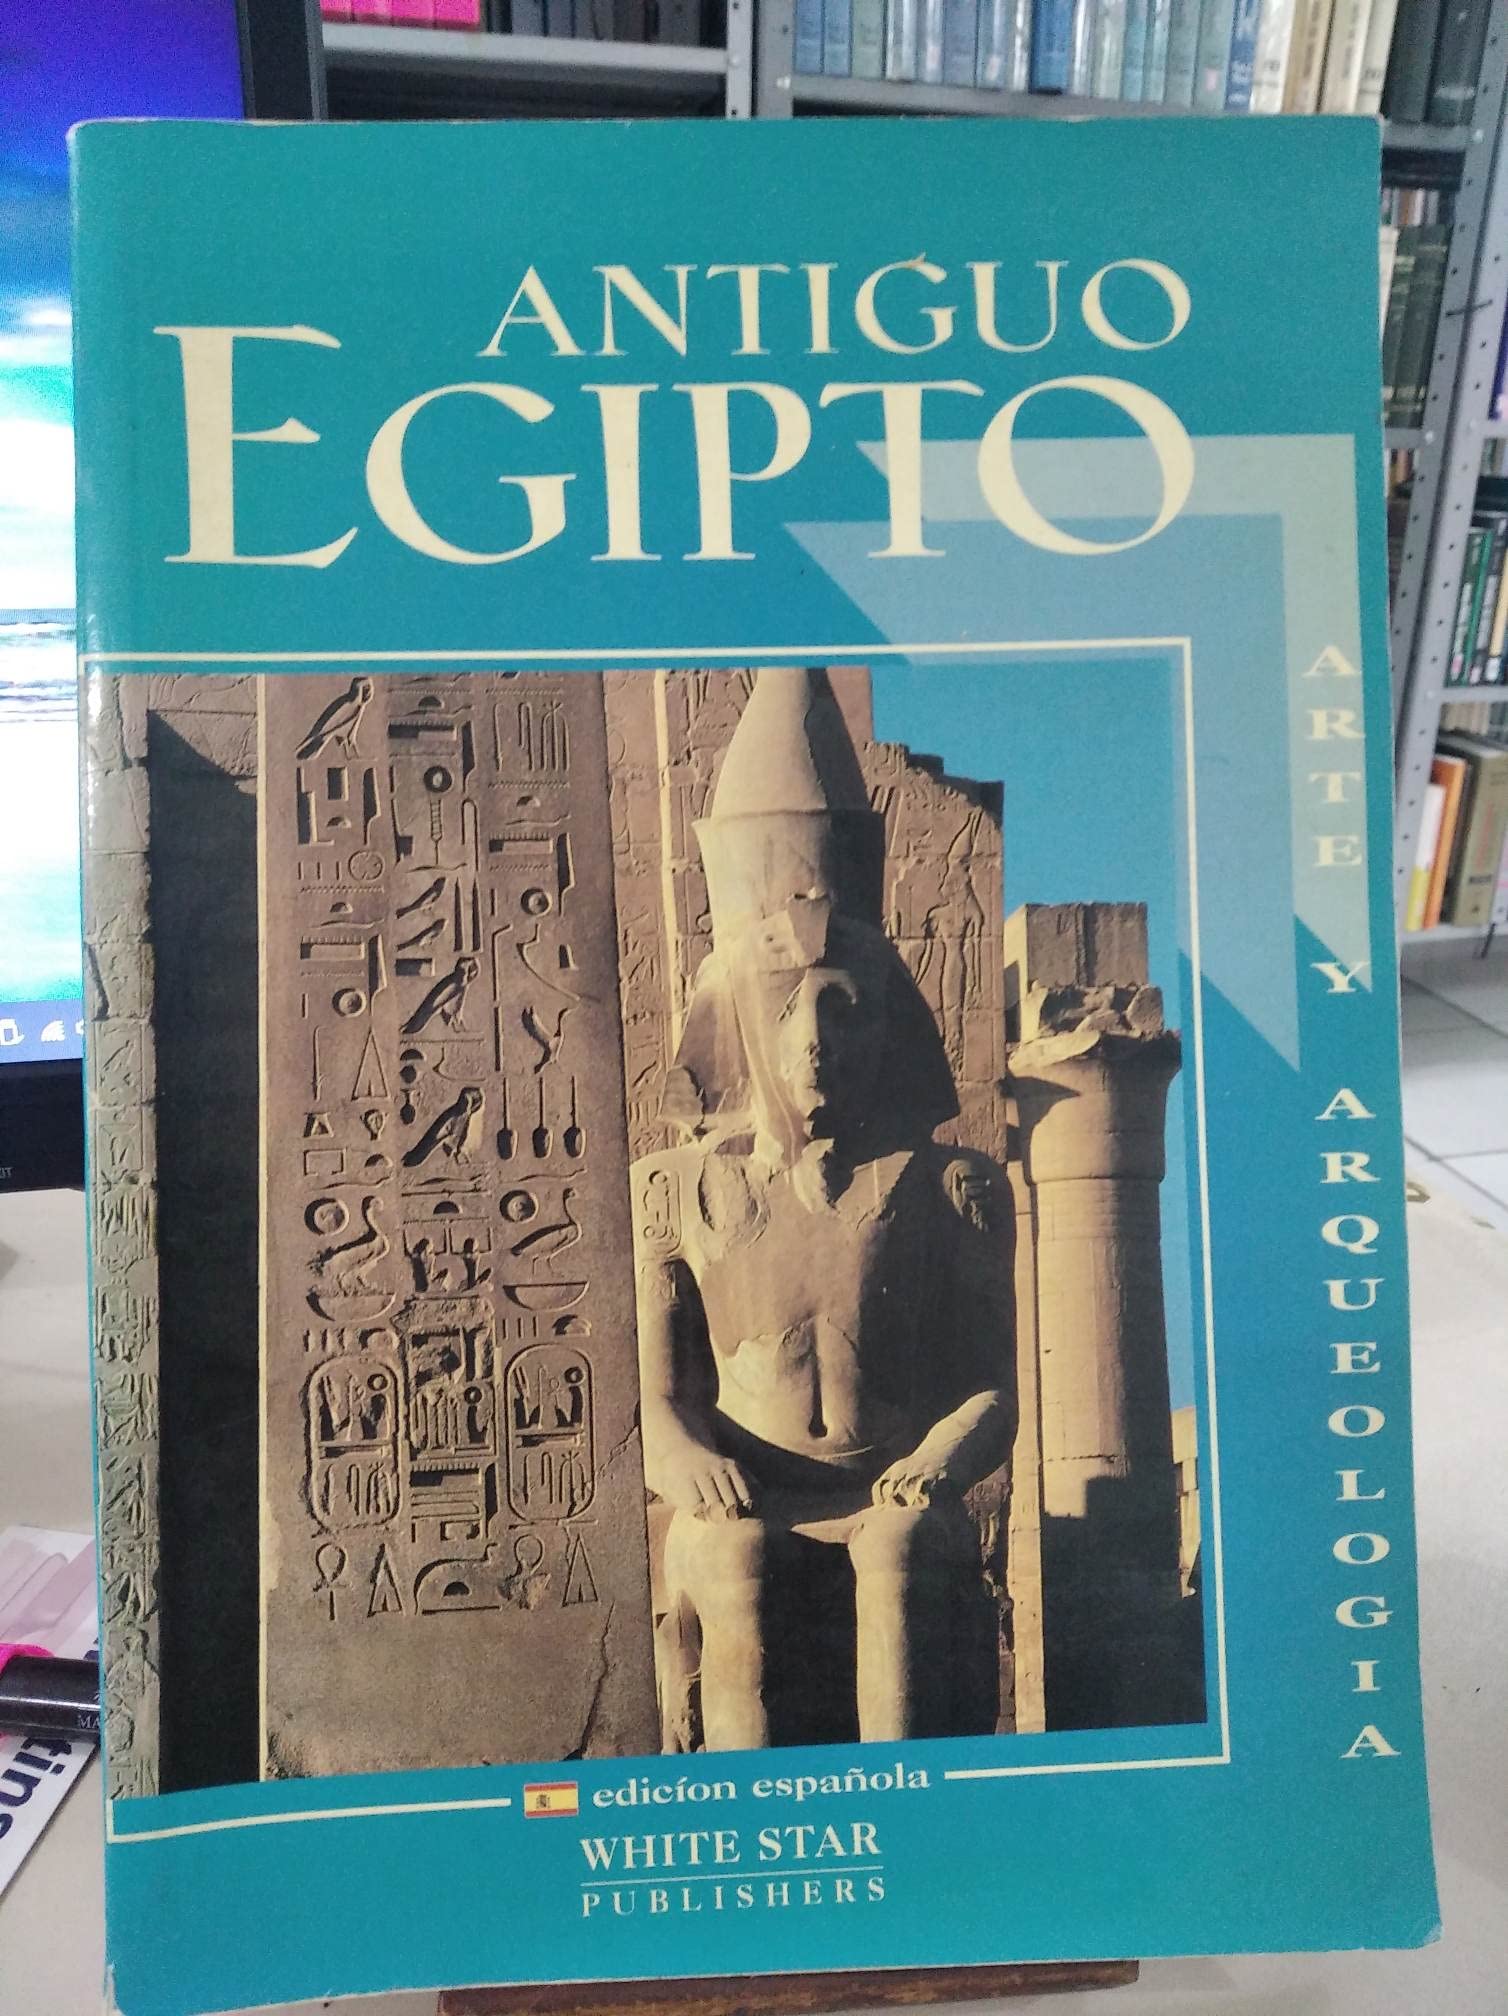 ANTIGUO
EGIPTO
ARTE Y ARQUEOLOGIA
edicíon española
WHITE STAR
PUBLISHERS